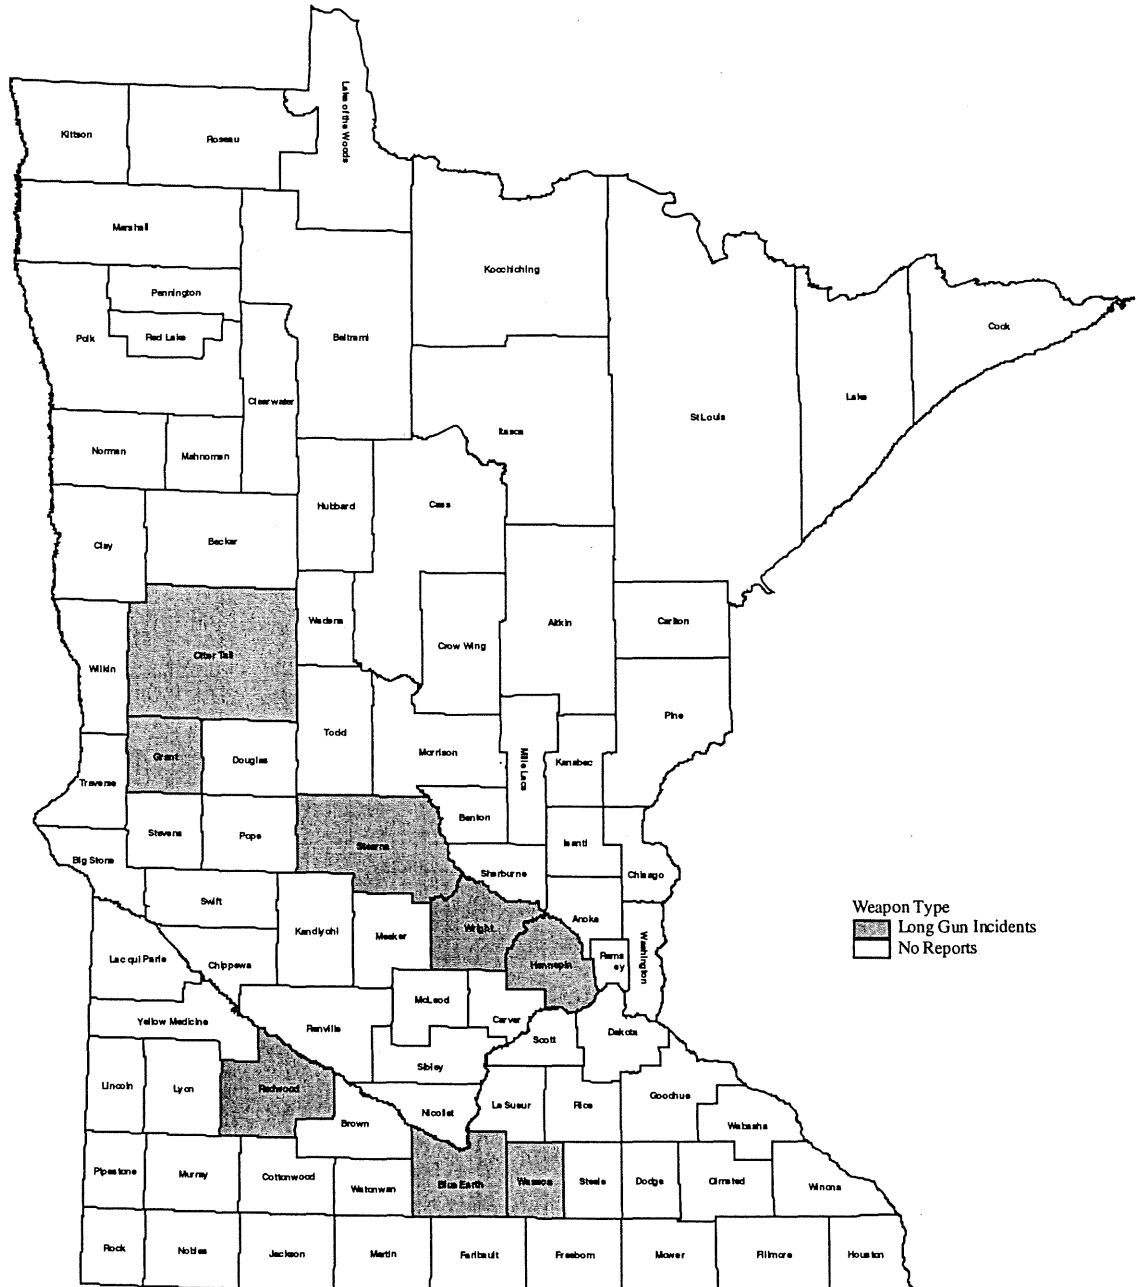 Lake of the Woods
Kittson
Roseau
Marshall
Koochiching
Pennington
Cook
Polk
Red Lake
Beltrami
Clearwater
Lake
St Louis
Itasca
Norman
Mahnomen
Hubbard
Cass
Clay
Becker
Wadena
Aitkin
Carlton
Crow Wing
Otter Tail
Wilkin
Pine
Todd
Morrison
Mille Lacs
Kanabec
Grant
Douglas
Traverse
Benton
Stevens
Pope
Isanti
Stearns
Big Stone
Sherburne
Chisago
Swift
Weapon Type
Long Gun Incidents
No Reports
Anoka
Kandiyohi
Meeker
Wright
Washington
Lac qui Parle
Chippewa
Hennepin
Rams
ey
McLeod
Yellow Medicine
Renville
Carver
Scott
Dakota
Sibley
Lincoln
Lyon
Redwood
Nicollet
Le Sueur
Rice
Goodhue
Brown
Wabasha
Pipestone
Murray
Cottonwood
Watonwan
Blue Earth
Waseca
Steele
Dodge
Olmsted
Winona
Rock
Nobles
Jackson
Martin
Faribault
Freeborn
Mower
Fillmore
Houston